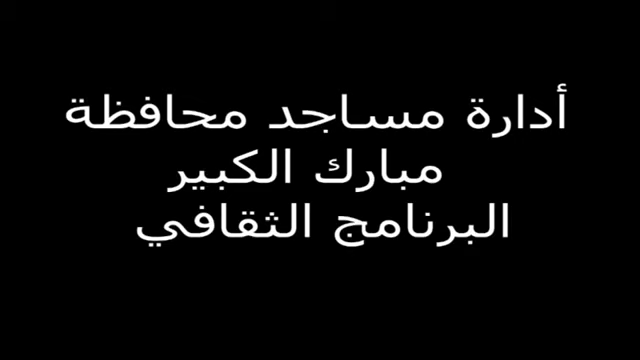 أدارة مساجد محافظة
مبارك الكبير
البرنامج الثقافي